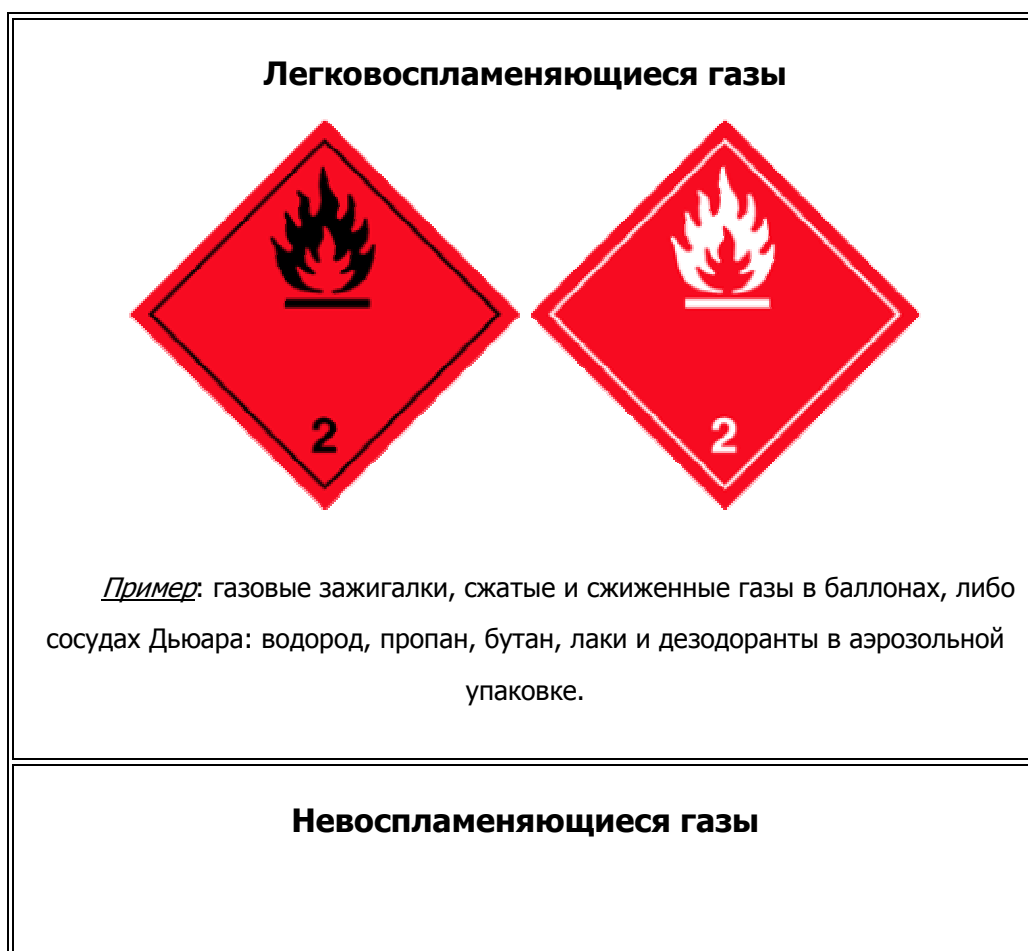 Легковоспламеняющиеся газы
2 2
Пример: газовые зажигалки, сжатые и сжиженные газы в баллонах, либо
сосудах Дьюара: водород, пропан, бутан, лаки и дезодоранты в аэрозольной
упаковке.
Невоспламеняющиеся газы